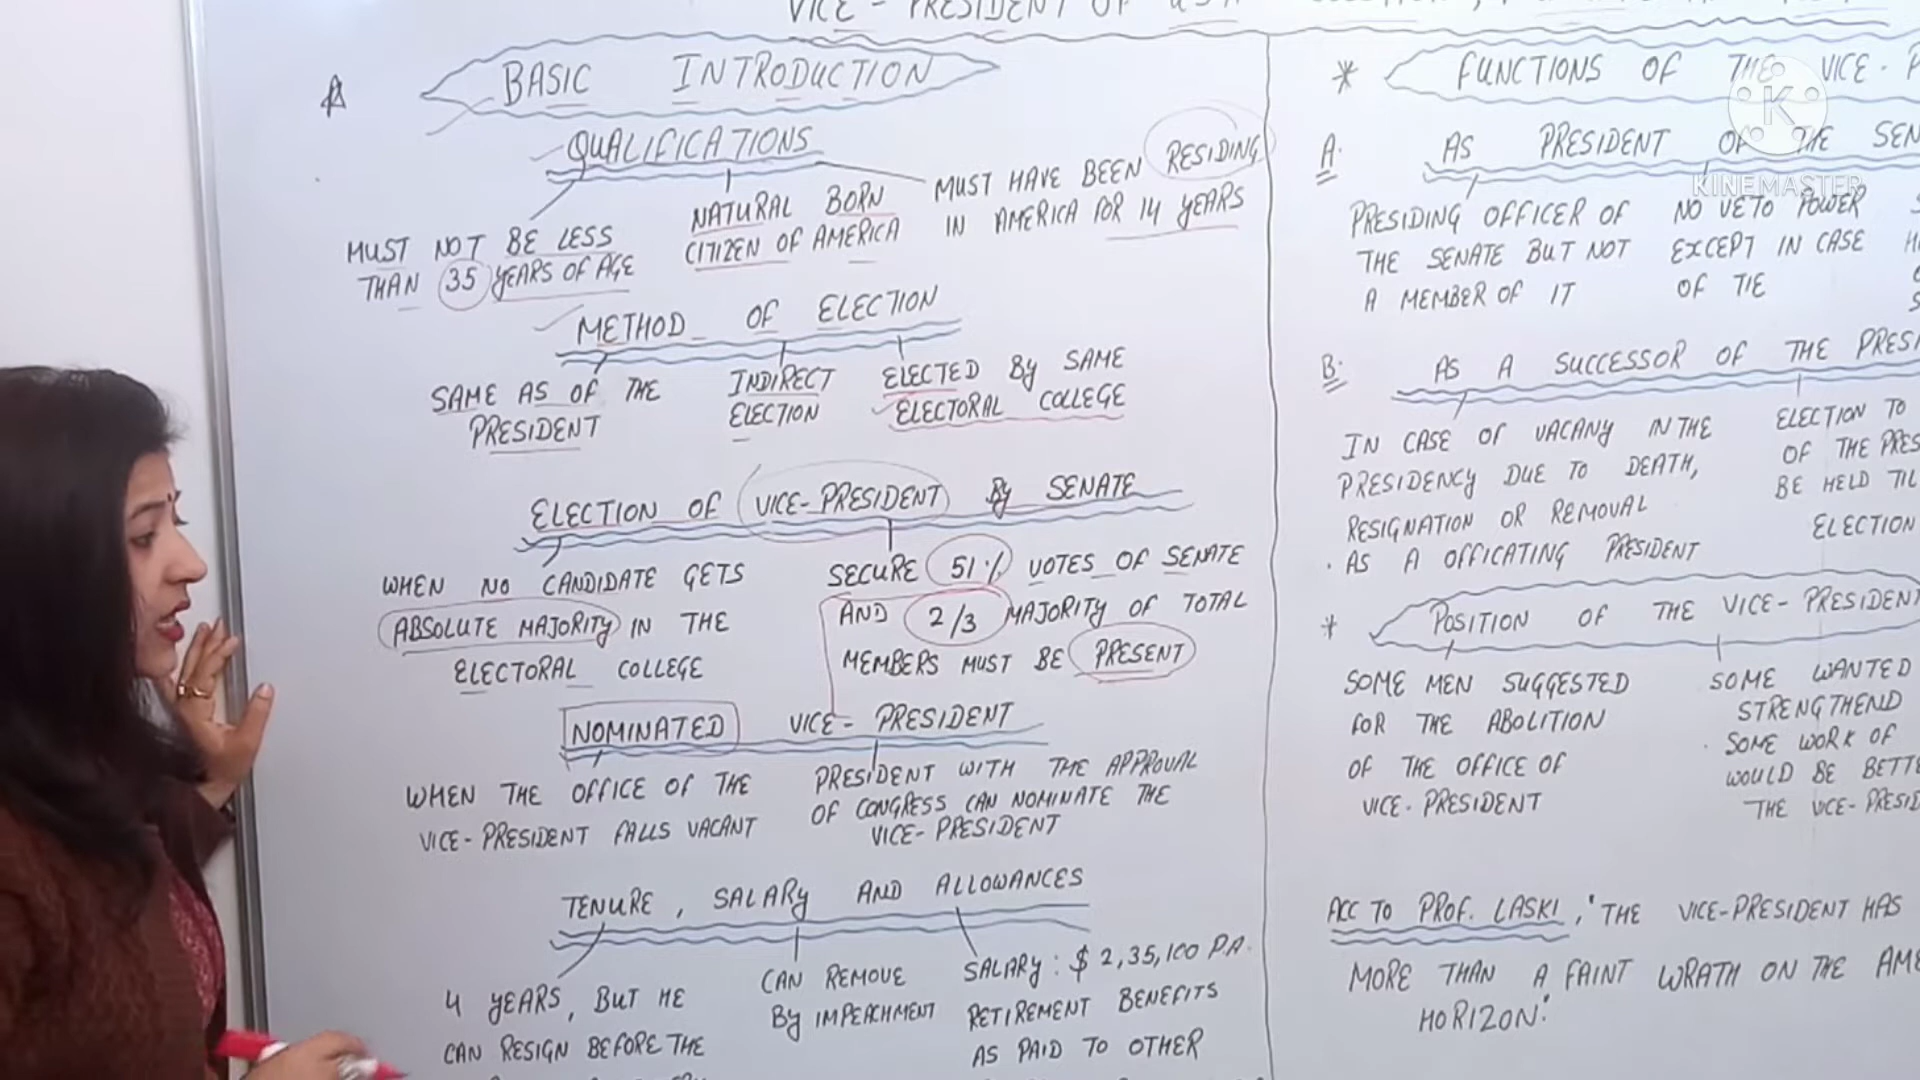 VICE - PRESIDENT OF USA
BASIC INTRODUCTION
QUALIFICATIONS
MUST NOT BE LESS
THAN 35 YEARS OF AGE
NATURAL BORN
CITIZEN OF AMERICA
MUST HAVE BEEN RESIDING
IN AMERICA FOR 14 YEARS
METHOD OF ELECTION
SAME AS OF THE
PRESIDENT
INDIRECT
ELECTION
ELECTED By SAME
ELECTORAL COLLEGE
ELECTION OF VICE-PRESIDENT By SENATE
WHEN NO CANDIDATE GETS
ABSOLUTE MAJORITY IN THE
ELECTORAL COLLEGE
SECURE 51% VOTES OF SENATE
AND 2/3 MAJORITY OF TOTAL
MEMBERS MUST BE PRESENT
NOMINATED VICE - PRESIDENT
WHEN THE OFFICE OF THE
VICE-PRESIDENT FALLS VACANT
PRESIDENT WITH THE APPROVAL
OF CONGRESS CAN NOMINATE THE
VICE-PRESIDENT
TENURE, SALARy AND ALLOWANCES
4 YEARS, BUT HE
CAN RESIGN BEFORE THE
CAN REMOVE
By IMPEACHMENT
SALARy : $ 2,35,100 P.A.
RETIREMENT BENEFITS
AS PAID TO OTHER
* FUNCTIONS OF THE VICE-P
A. AS PRESIDENT OF THE SEN
PRESIDING OFFICER OF
THE SENATE BUT NOT
A MEMBER OF IT
NO VETO POWER
EXCEPT IN CASE
OF TIE
B. AS A SUCCESSOR OF THE PRESI
IN CASE OF VACANY IN THE
PRESIDENCY DUE TO DEATH,
RESIGNATION OR REMOVAL
. AS A OFFICATING PRESIDENT
ELECTION TO
OF THE PRES
BE HELD TIL
ELECTION
* POSITION OF THE VICE-PRESIDENT
SOME MEN SUGGESTED
FOR THE ABOLITION
OF THE OFFICE OF
VICE-PRESIDENT
SOME WANTED
STRENGTHEND
. SOME WORK OF
WOULD BE BETTE
THE VICE-PRESID
ACC TO PROF. LASKI, "THE VICE-PRESIDENT HAS
MORE THAN A FAINT WRATH ON THE AME
HORIZON."
K
KINEMASTER